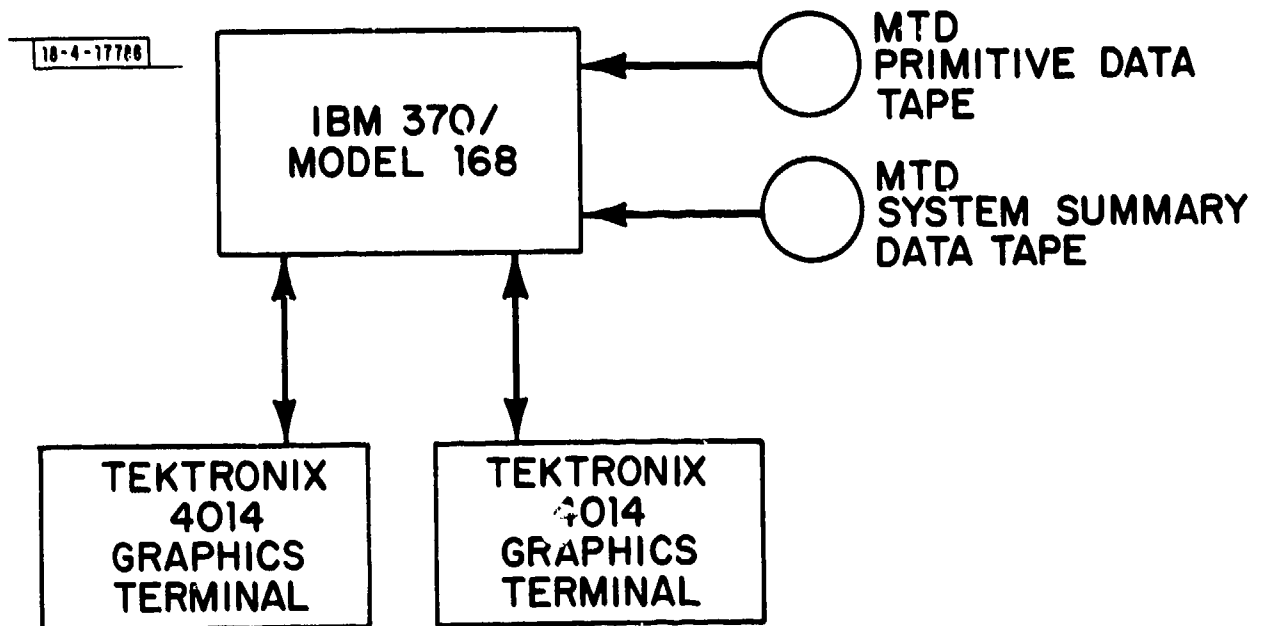 18-4-17786
IBM 370/
MODEL 168
MTD
PRIMITIVE DATA
TAPE
MTD
SYSTEM SUMMARY
DATA TAPE
TEKTRONIX
4014
GRAPHICS
TERMINAL
TEKTRONIX
4014
GRAPHICS
TERMINAL